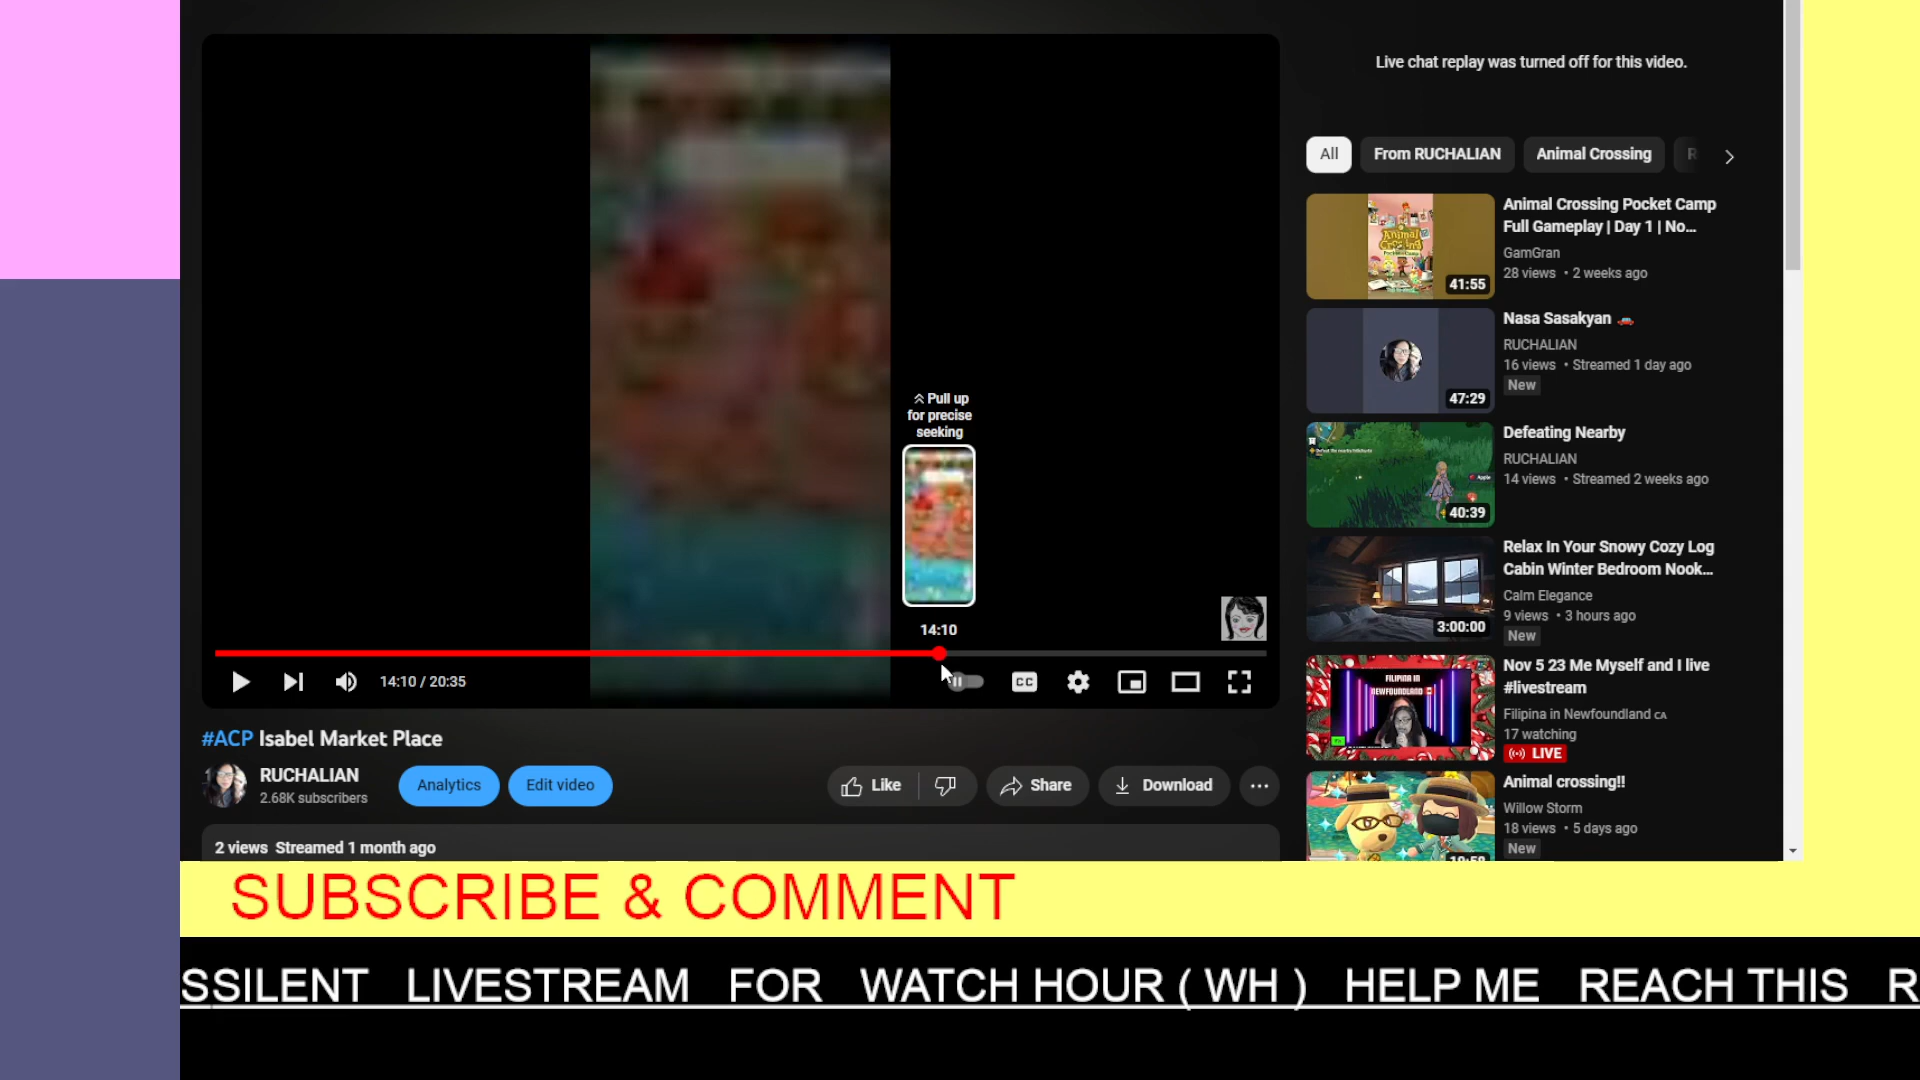 Live chat replay was turned off for this video.
All
From RUCHALIAN
Animal Crossing
Pull up
for precise
seeking
14:10
14:10 / 20:35
CC
#ACP Isabel Market Place
RUCHALIAN
2.68K subscribers
Analytics
Edit video
Like
Share
Download
2 views Streamed 1 month ago
Animal Crossing Pocket Camp
Full Gameplay | Day 1 | No...
GamGran
28 views • 2 weeks ago
41:55
Nasa Sasakyan
RUCHALIAN
16 views • Streamed 1 day ago
New
47:29
Defeating Nearby
RUCHALIAN
14 views • Streamed 2 weeks ago
40:39
Relax In Your Snowy Cozy Log
Cabin Winter Bedroom Nook...
Calm Elegance
9 views • 3 hours ago
New
3:00:00
Nov 5 23 Me Myself and I live
#livestream
Filipina in Newfoundland CA
17 watching
LIVE
FILIPINA IN
NEWFOUNDLAND
Animal crossing!!
Willow Storm
18 views • 5 days ago
New
SUBSCRIBE & COMMENT
SSILENT LIVESTREAM FOR WATCH HOUR ( WH ) HELP ME REACH THIS R